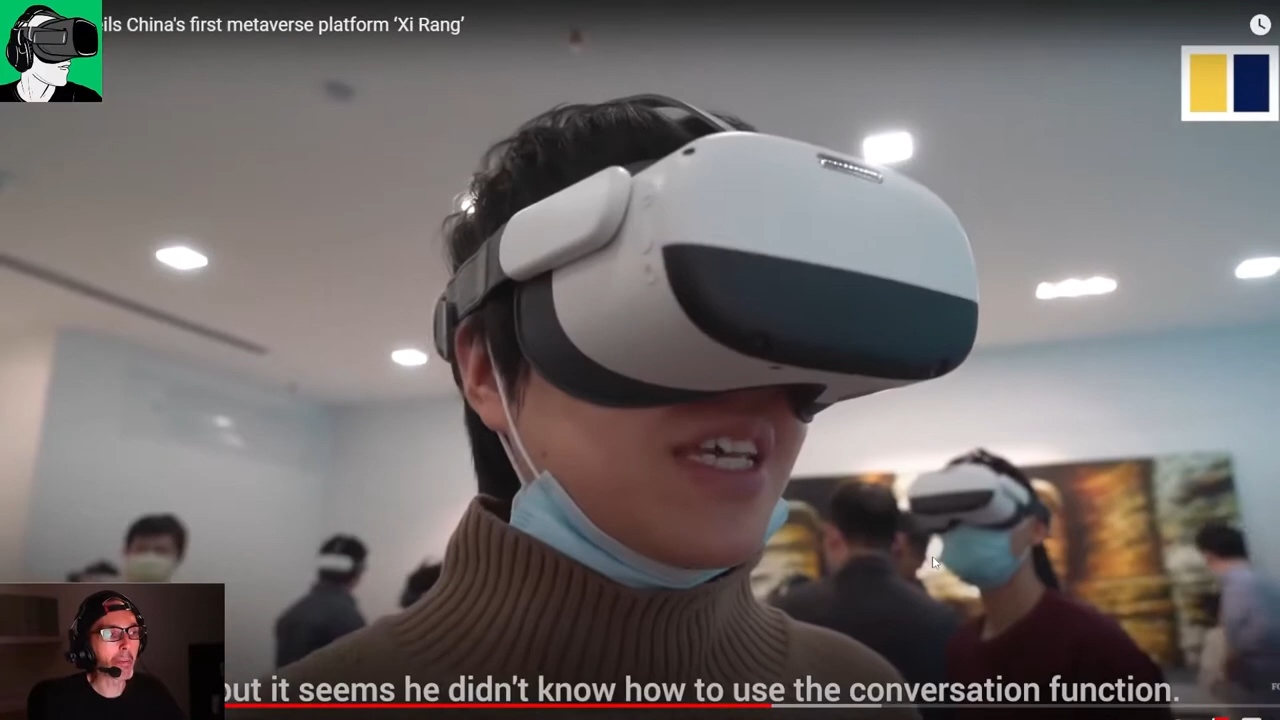 ils China's first metaverse platform ‘Xi Rang’
out it seems he didn't know how to use the conversation function.